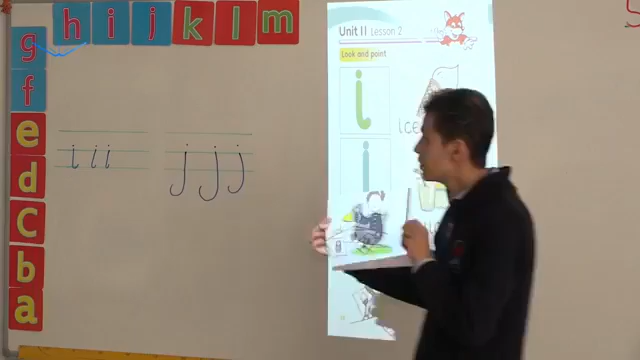 h i j k l m
g
f
e
d
c
b
a
i i i
j j j
Unit 11 Lesson 2
Look and point
i
ice
i